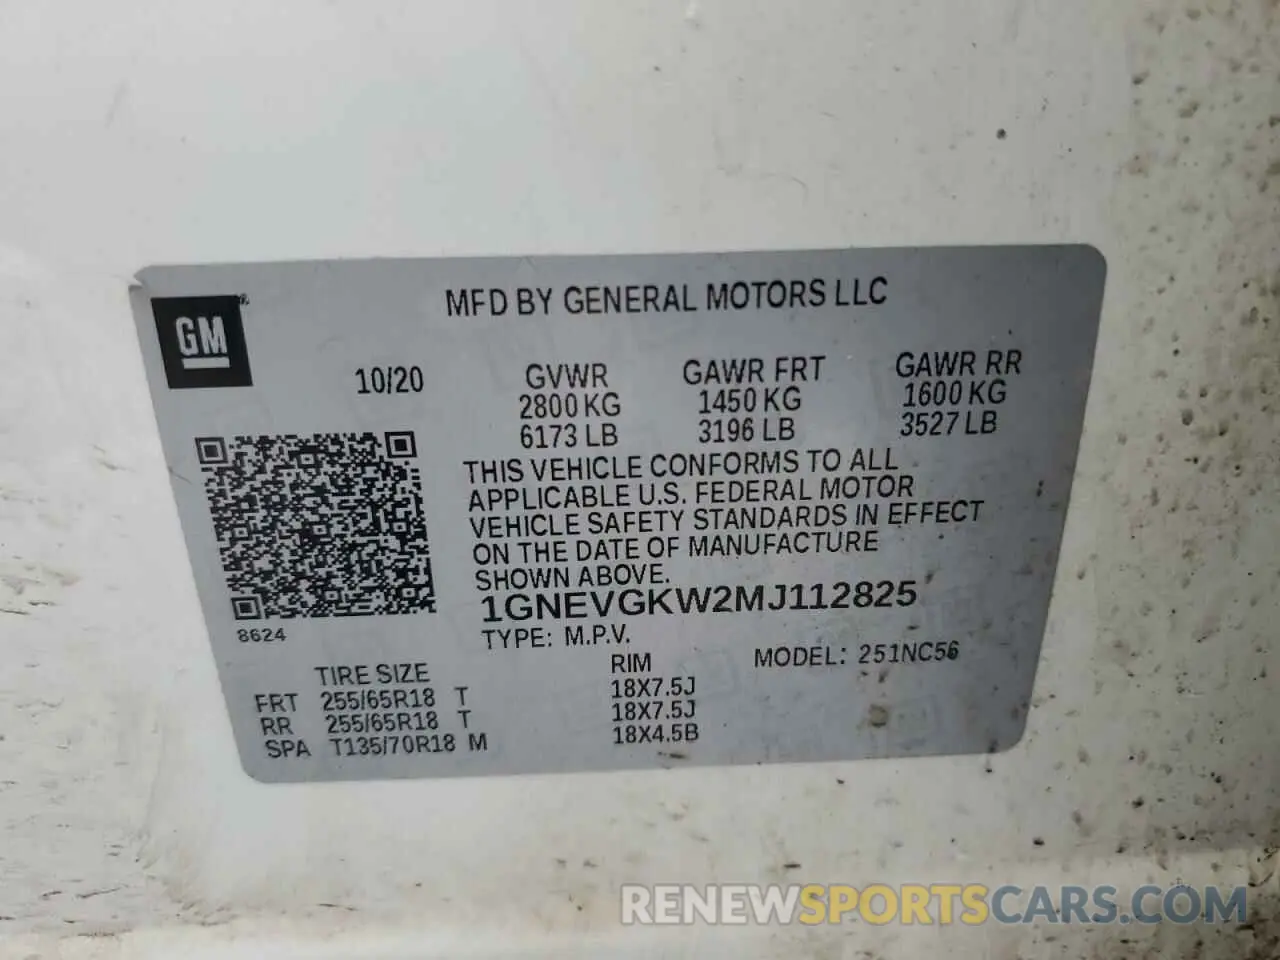 MFD BY GENERAL MOTORS LLC
GM ®
10/20 GVWR GAWR FRT GAWR RR
2800 KG 1450 KG 1600 KG
6173 LB 3196 LB 3527 LB
THIS VEHICLE CONFORMS TO ALL
APPLICABLE U.S. FEDERAL MOTOR
VEHICLE SAFETY STANDARDS IN EFFECT
ON THE DATE OF MANUFACTURE
SHOWN ABOVE.
1GNEVGKW2MJ112825
8624
TYPE: M.P.V.
MODEL: 251NC56
TIRE SIZE RIM
FRT 255/65R18 T 18X7.5J
RR 255/65R18 T 18X7.5J
SPA T135/70R18 M 18X4.5B
RENEWSPORTSCARS.COM